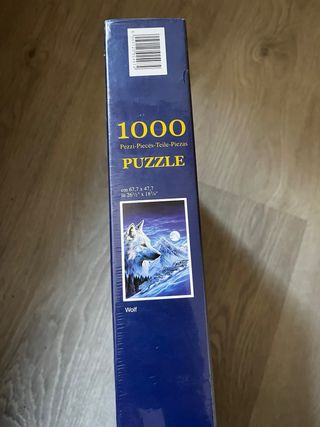 1000
Pezzi-Pieces-Teile-Piezas
PUZZLE
cm 67,7 x 47,7
Wolf